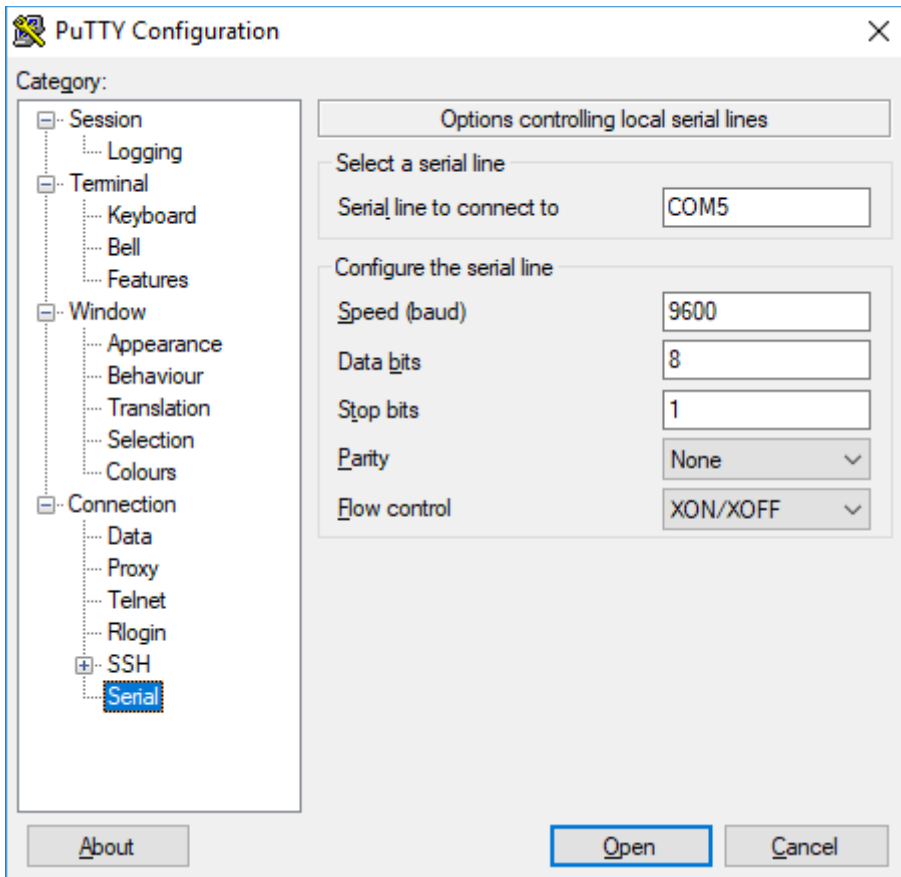 PuTTY Configuration
Category:
Session
Logging
Terminal
Keyboard
Bell
Features
Window
Appearance
Behaviour
Translation
Selection
Colours
Connection
Data
Proxy
Telnet
Rlogin
SSH
Serial
Options controlling local serial lines
Select a serial line
Serial line to connect to COM5
Configure the serial line
Speed (baud) 9600
Data bits 8
Stop bits 1
Parity None
Flow control XON/XOFF
About Open Cancel